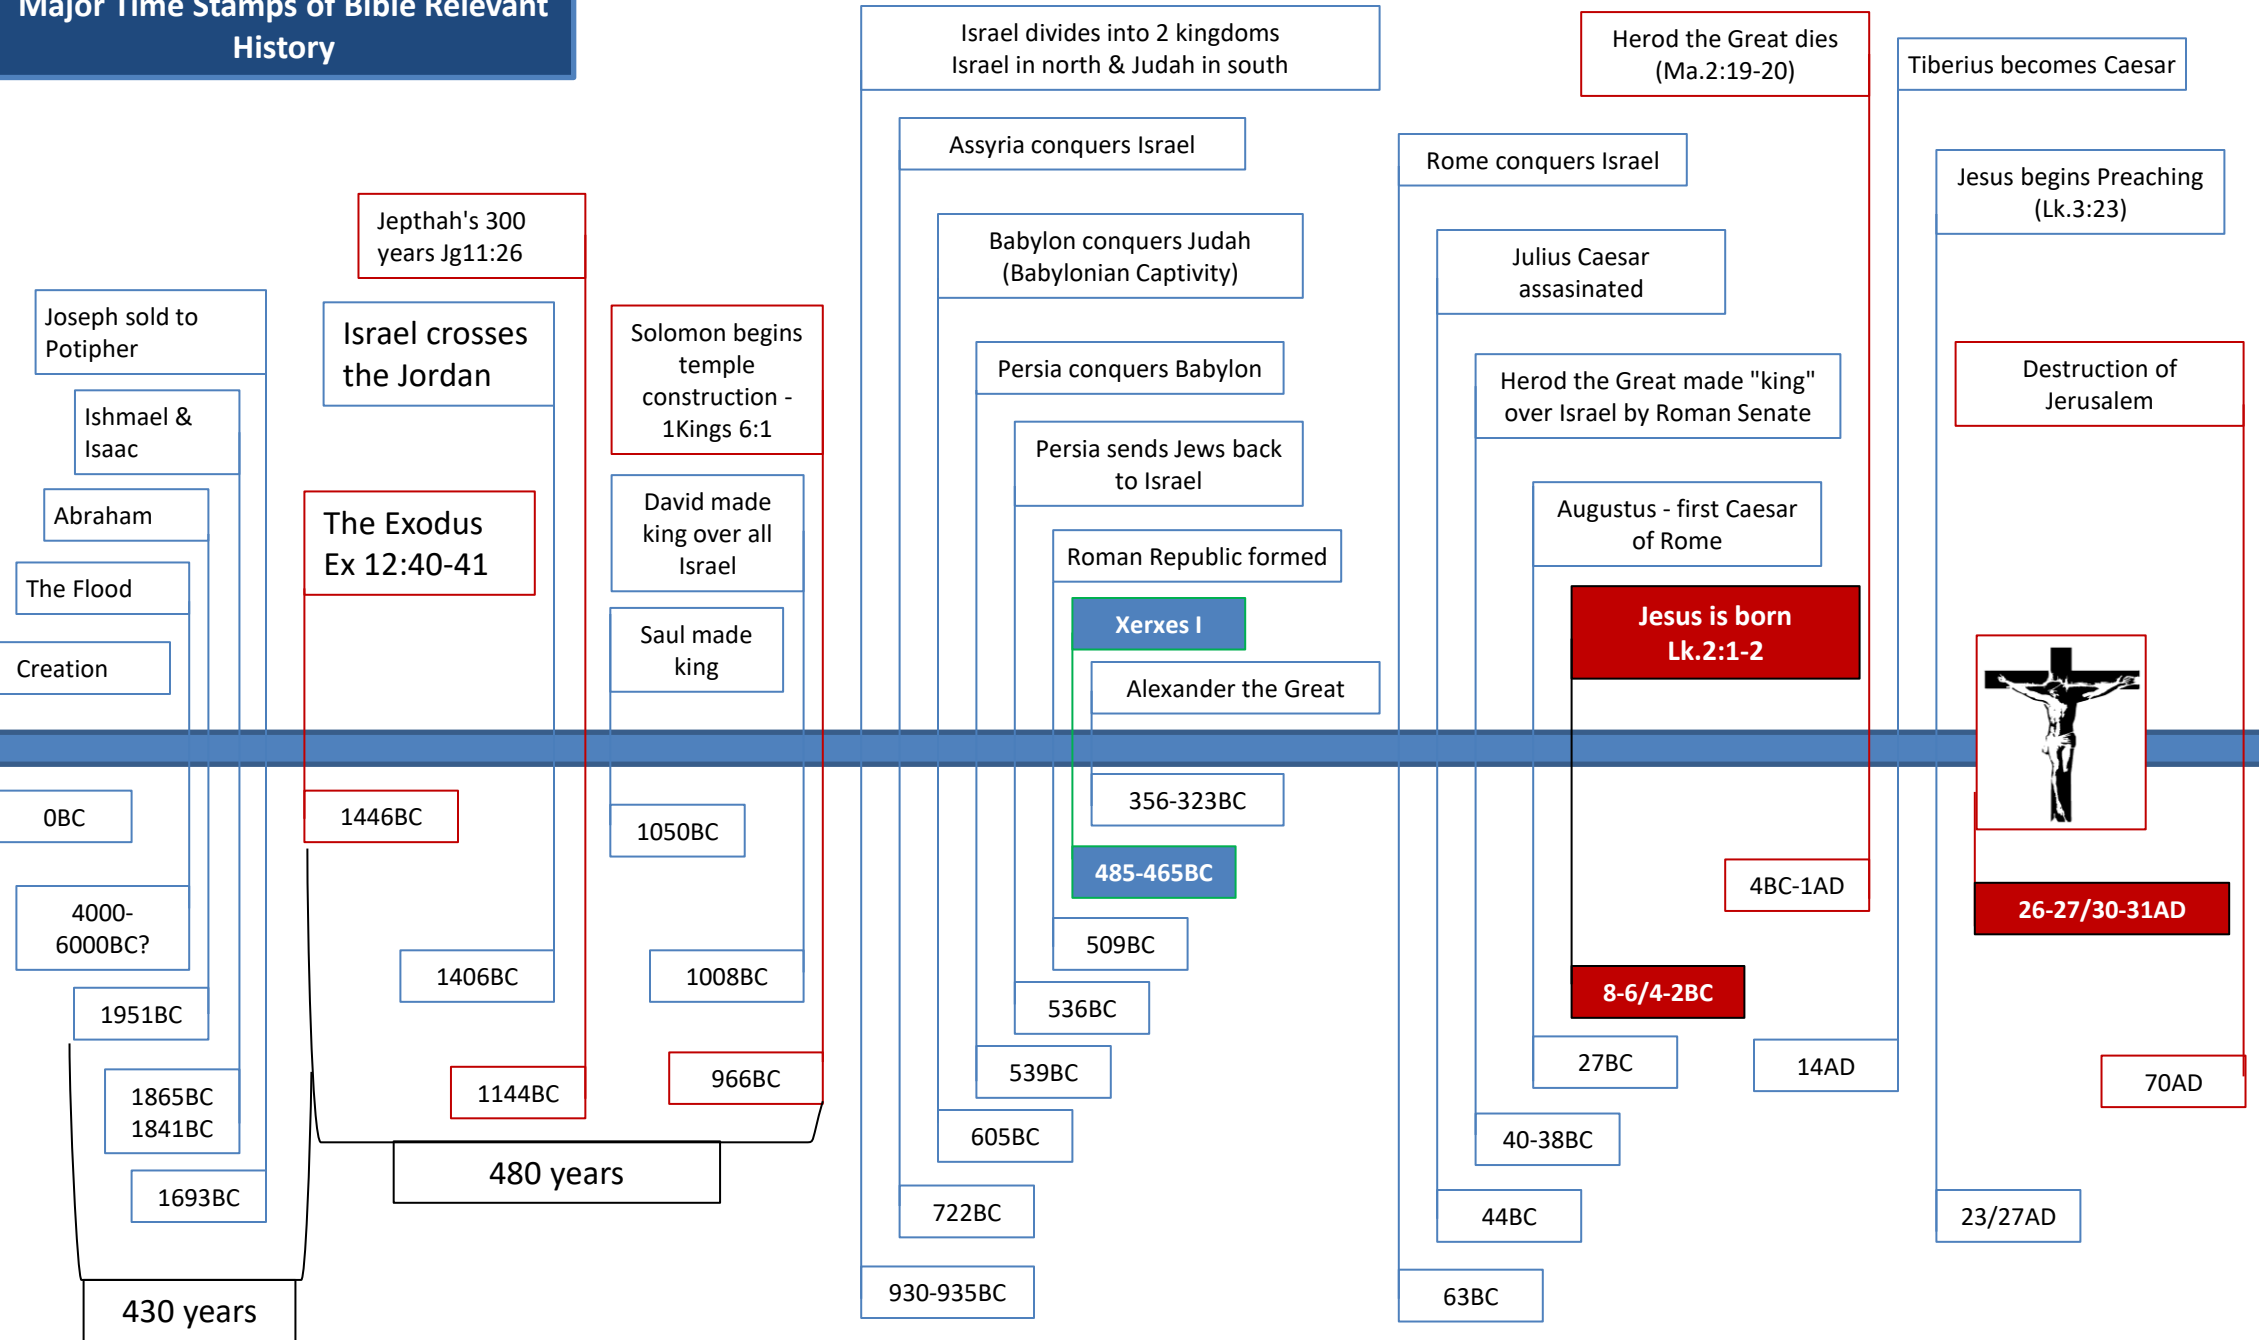 Major Time Stamps of Bible Relevant
History
Israel divides into 2 kingdoms
Israel in north & Judah in south
Herod the Great dies
(Ma.2:19-20)
Tiberius becomes Caesar
Assyria conquers Israel
Rome conquers Israel
Jesus begins Preaching
(Lk.3:23)
Jepthah's 300
years Jg11:26
Babylon conquers Judah
(Babylonian Captivity)
Julius Caesar
assasinated
Joseph sold to
Potipher
Israel crosses
the Jordan
Solomon begins
temple
construction -
1Kings 6:1
Persia conquers Babylon
Herod the Great made "king"
over Israel by Roman Senate
Destruction of
Jerusalem
Ishmael &
Isaac
Persia sends Jews back
to Israel
Abraham
The Exodus
Ex 12:40-41
David made
king over all
Israel
Augustus - first Caesar
of Rome
The Flood
Roman Republic formed
Xerxes I
Jesus is born
Lk.2:1-2
Creation
Saul made
king
Alexander the Great
0BC
1446BC
1050BC
356-323BC
485-465BC
4BC-1AD
26-27/30-31AD
4000-
6000BC?
509BC
1406BC
1008BC
8-6/4-2BC
1951BC
536BC
27BC
14AD
1144BC
966BC
539BC
70AD
1865BC
1841BC
605BC
40-38BC
480 years
1693BC
722BC
44BC
23/27AD
930-935BC
63BC
430 years